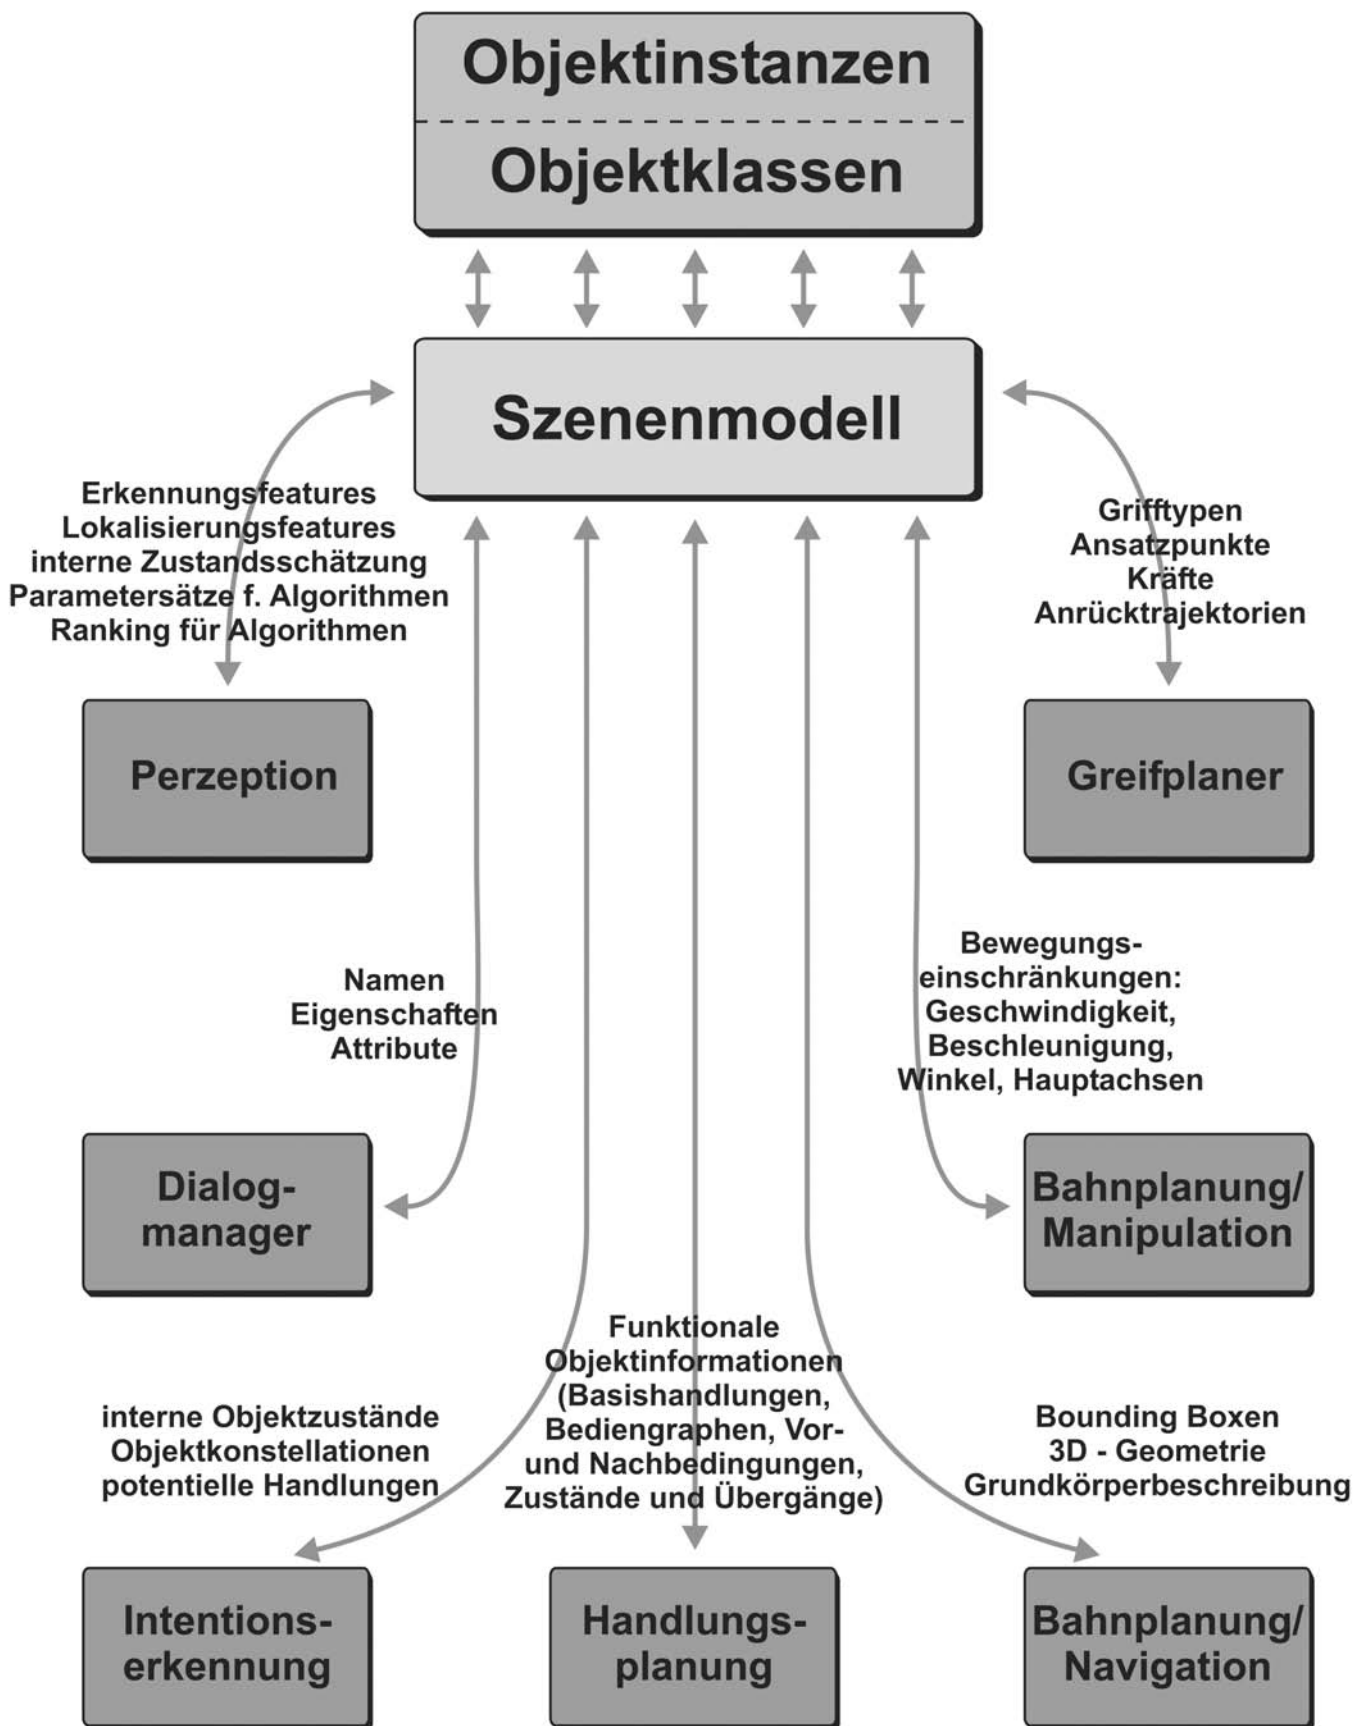 Objektinstanzen
Objektklassen
Szenenmodell
Erkennungsfeatures
Lokalisierungsfeatures
interne Zustandsschätzung
Parametersätze f. Algorithmen
Ranking für Algorithmen
Grifftypen
Ansatzpunkte
Kräfte
Anrücktrajektorien
Perzeption
Greifplaner
Namen
Eigenschaften
Attribute
Bewegungs-
einschränkungen:
Geschwindigkeit,
Beschleunigung,
Winkel, Hauptachsen
Dialog-
manager
Bahnplanung/
Manipulation
interne Objektzustände
Objektkonstellationen
potentielle Handlungen
Funktionale
Objektinformationen
(Basishandlungen,
Bediengraphen, Vor-
und Nachbedingungen,
Zustände und Übergänge)
Bounding Boxen
3D - Geometrie
Grundkörperbeschreibung
Intentions-
erkennung
Handlungs-
planung
Bahnplanung/
Navigation